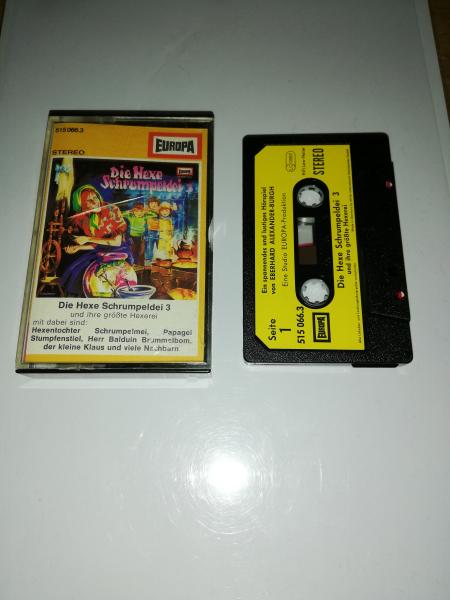 515 066.3
EUROPA
STEREO
Die Hexe
Schrumpeldei 3
Die Hexe Schrumpeldei 3
und ihre größte Hexerei
mit dabei sind:
Hexentochter Schrumpelmei, Papagei
Stumpfenstiel, Herr Balduin Brummelbom,
der kleine Klaus und viele Nachbarn
STEREO
Ein spannendes und lustiges Hörspiel
von EBERHARD ALEXANDER-BURGH
Eine Studio EUROPA-Produktion
Seite
1
515 066.3
EUROPA
Die Hexe Schrumpeldei 3
und ihre größte Hexerei